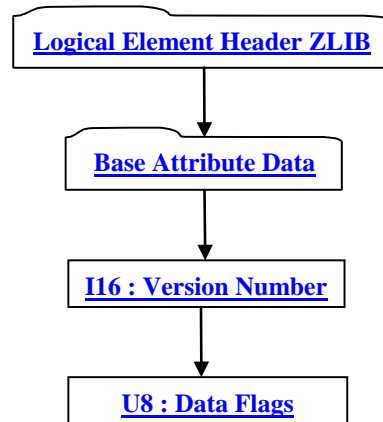 Logical Element Header ZLIB
Base Attribute Data
I16 : Version Number
U8 : Data Flags